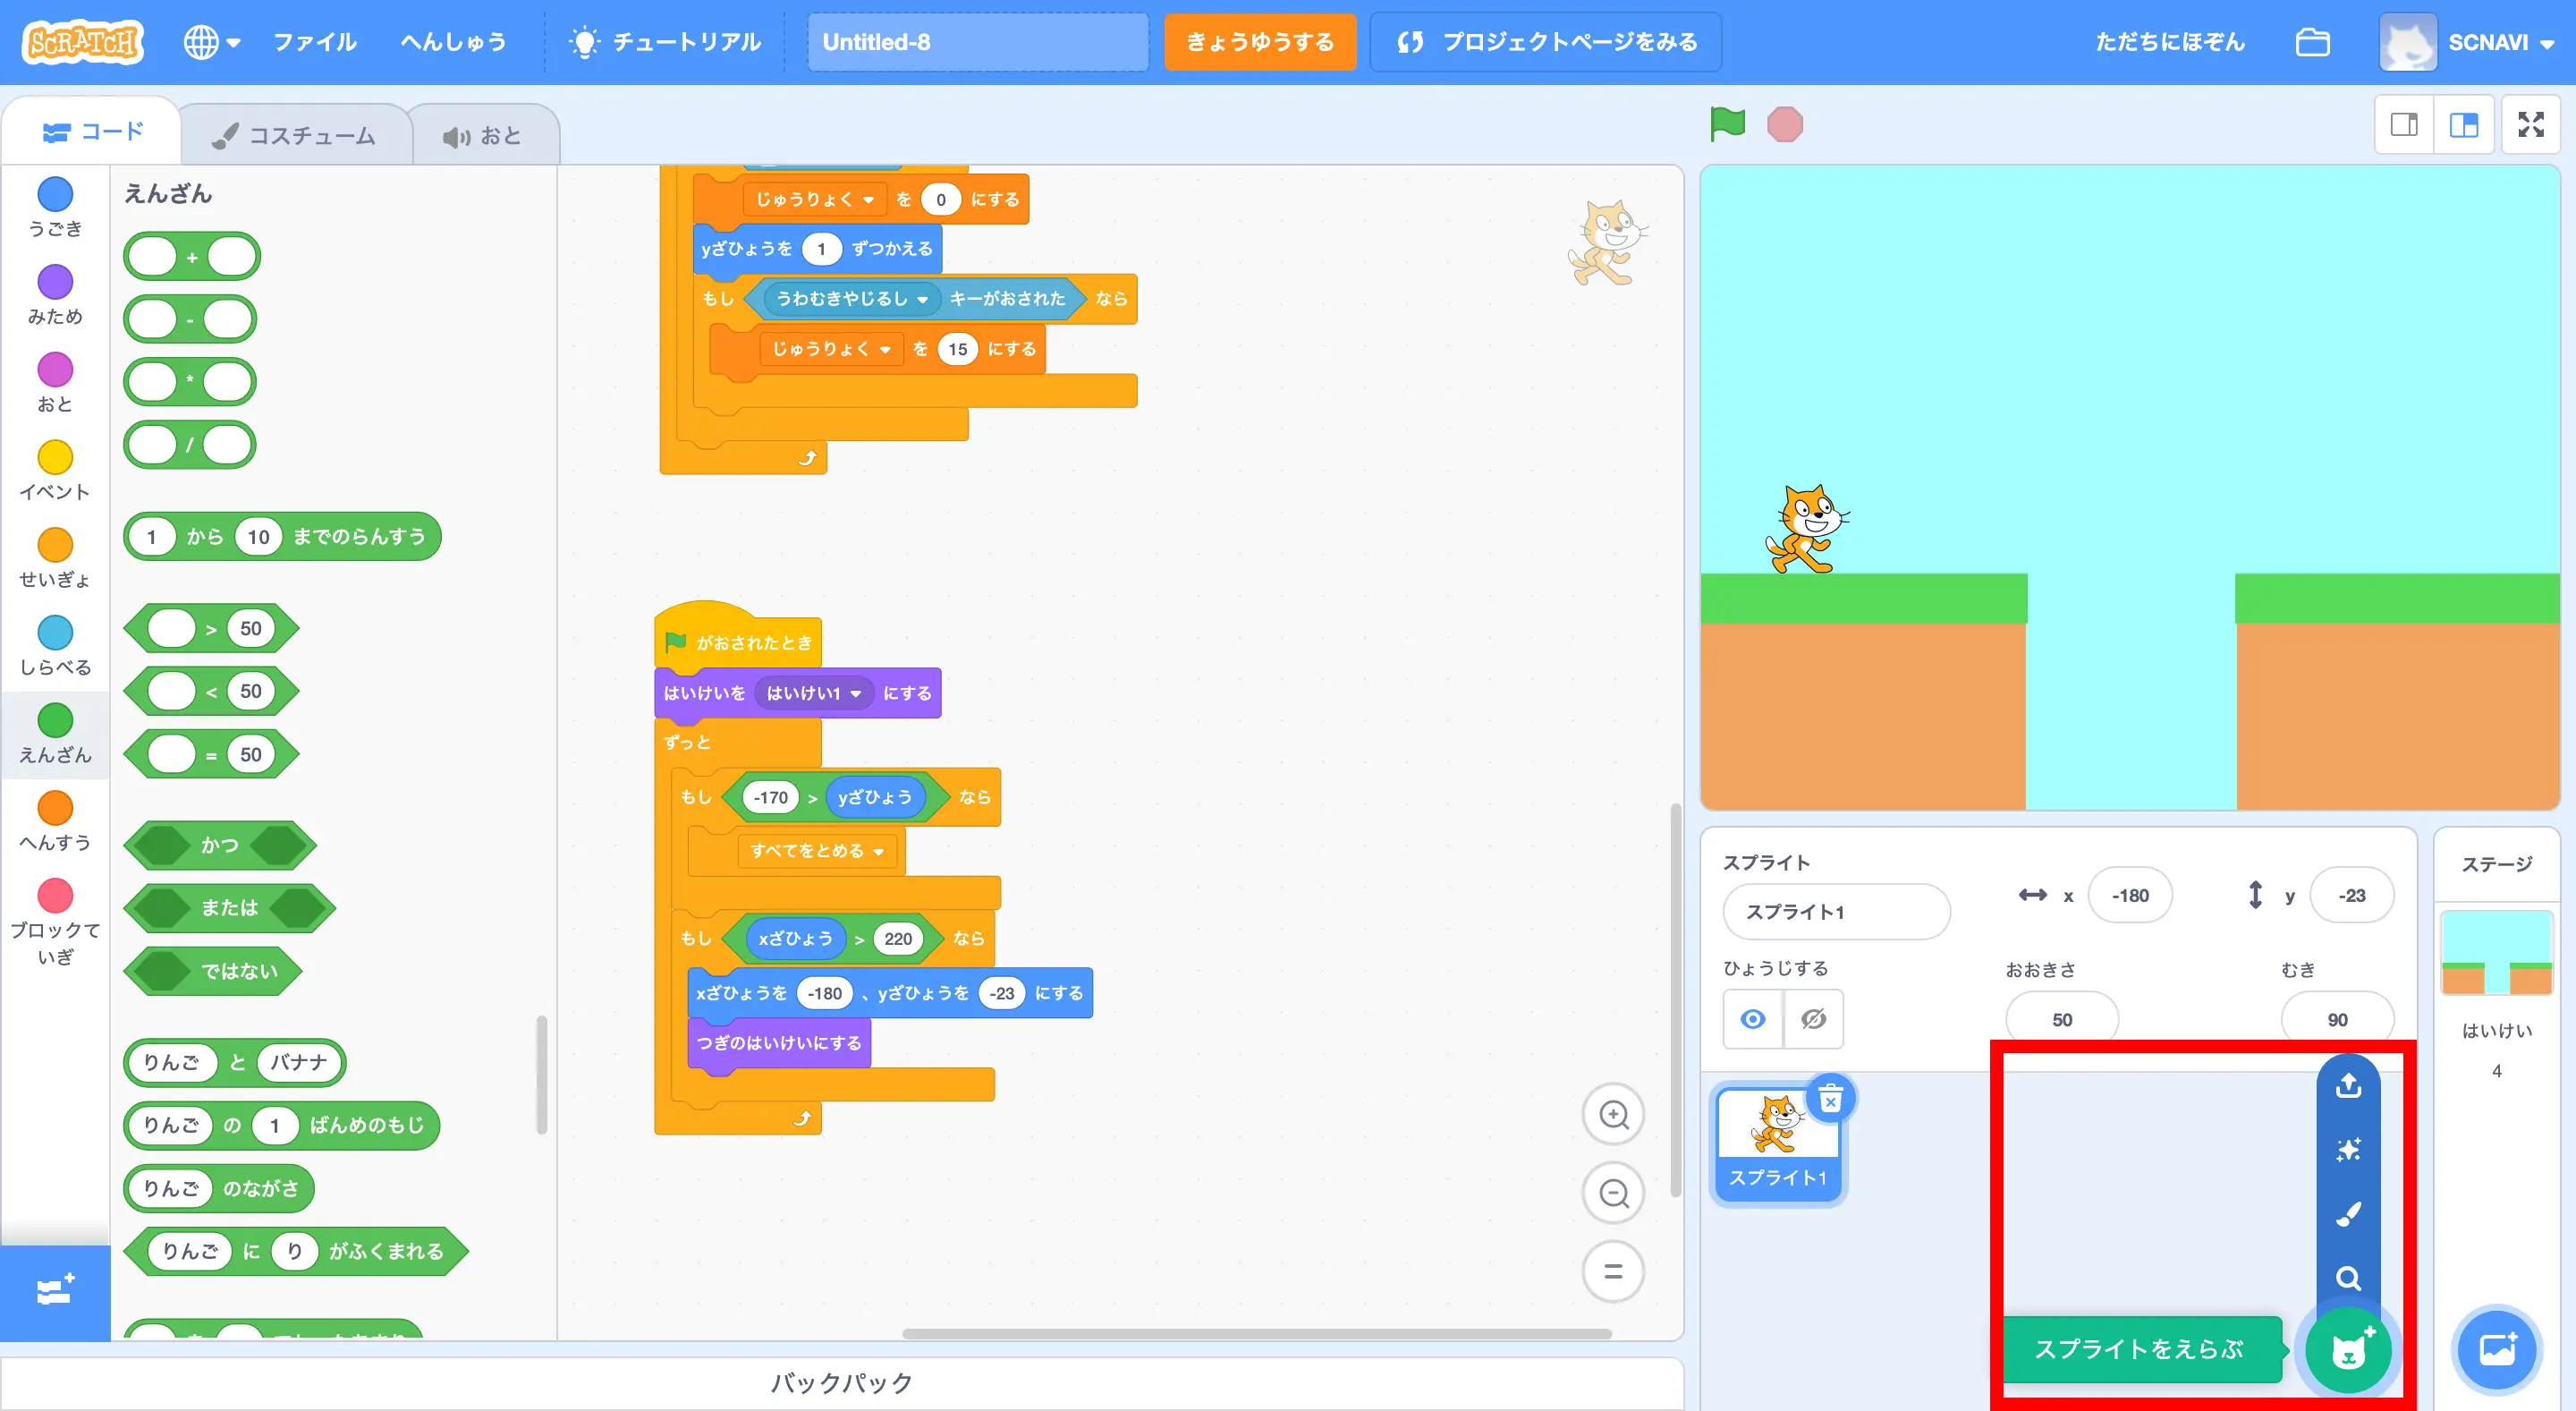 SCRATCH
ファイル
へんしゅう
チュートリアル
Untitled-8
きょうゆうする
プロジェクトページをみる
ただちにほぞん
SCNAVI
コード
コスチューム
おと
うごき
みため
おと
イベント
せいぎょ
しらべる
えんざん
へんすう
ブロックて
いぎ
えんざん
+
-
*
/
1 から 10 までのらんすう
> 50
< 50
= 50
かつ
または
ではない
りんご と バナナ
りんご の 1 ばんめのもじ
りんご のながさ
りんご に り がふくまれる
じゅうりょく を 0 にする
yざひょうを 1 ずつかえる
もし うわむきやじるし キーがおされた なら
じゅうりょく を 15 にする
がおされたとき
はいけいを はいけい1 にする
ずっと
もし -170 > yざひょう なら
すべてをとめる
もし xざひょう > 220 なら
xざひょうを -180 、yざひょうを -23 にする
つぎのはいけいにする
バックパック
スプライト
スプライト1
x -180
y -23
ひょうじする
おおきさ
50
むき
90
スプライト1
スプライトをえらぶ
ステージ
はいけい
4